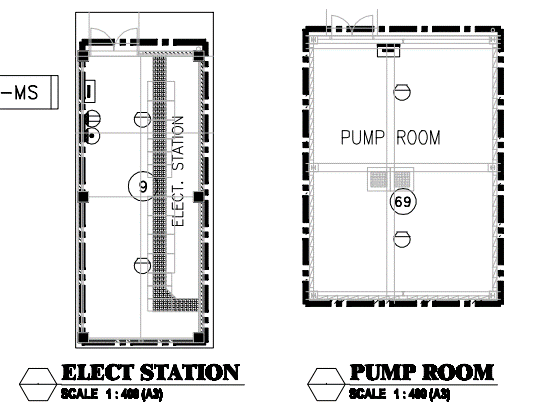 -MS
9
ELECT. STATION
PUMP ROOM
69
ELECT STATION
SCALE 1:400 (A3)
PUMP ROOM
SCALE 1:400 (A3)